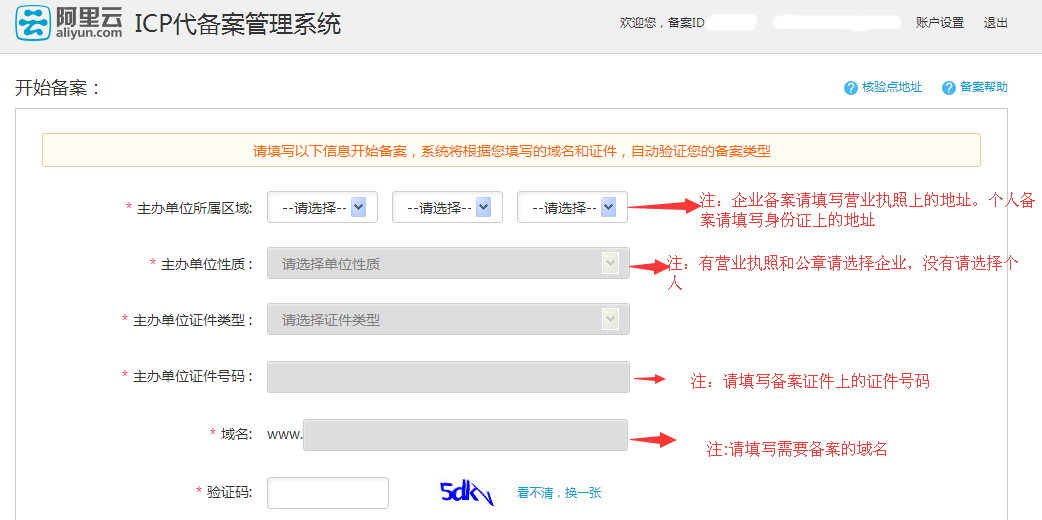 阿里云
aliyun.com
ICP代备案管理系统
欢迎您，备案ID
账户设置 退出
开始备案：
? 核验点地址 ? 备案帮助
请填写以下信息开始备案，系统将根据您填写的域名和证件，自动验证您的备案类型
* 主办单位所属区域: --请选择-- --请选择-- --请选择--
注：企业备案请填写营业执照上的地址。个人备
案请填写身份证上的地址
* 主办单位性质： 请选择单位性质
注：有营业执照和公章请选择企业，没有请选择个
人
* 主办单位证件类型： 请选择证件类型
* 主办单位证件号码：
注：请填写备案证件上的证件号码
* 域名: www.
注:请填写需要备案的域名
* 验证码: 5dkv 看不清，换一张